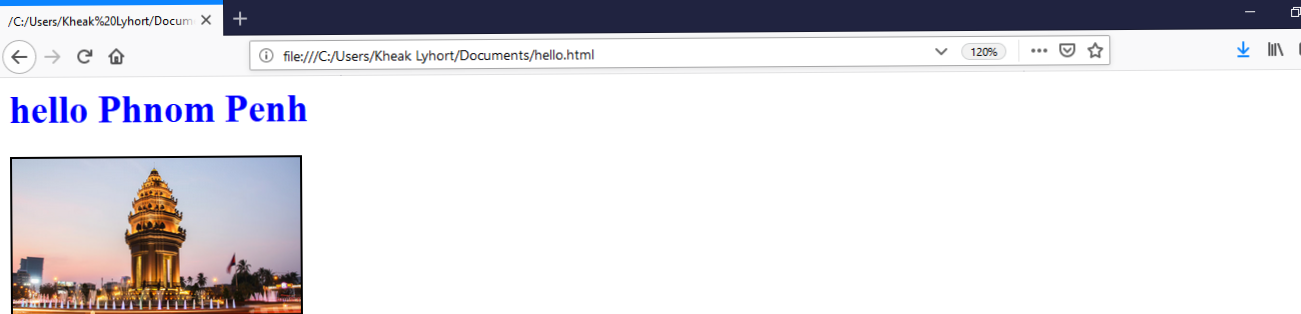 /C:/Users/Kheak%20Lyhort/Docum
file:///C:/Users/Kheak Lyhort/Documents/hello.html
120%
hello Phnom Penh